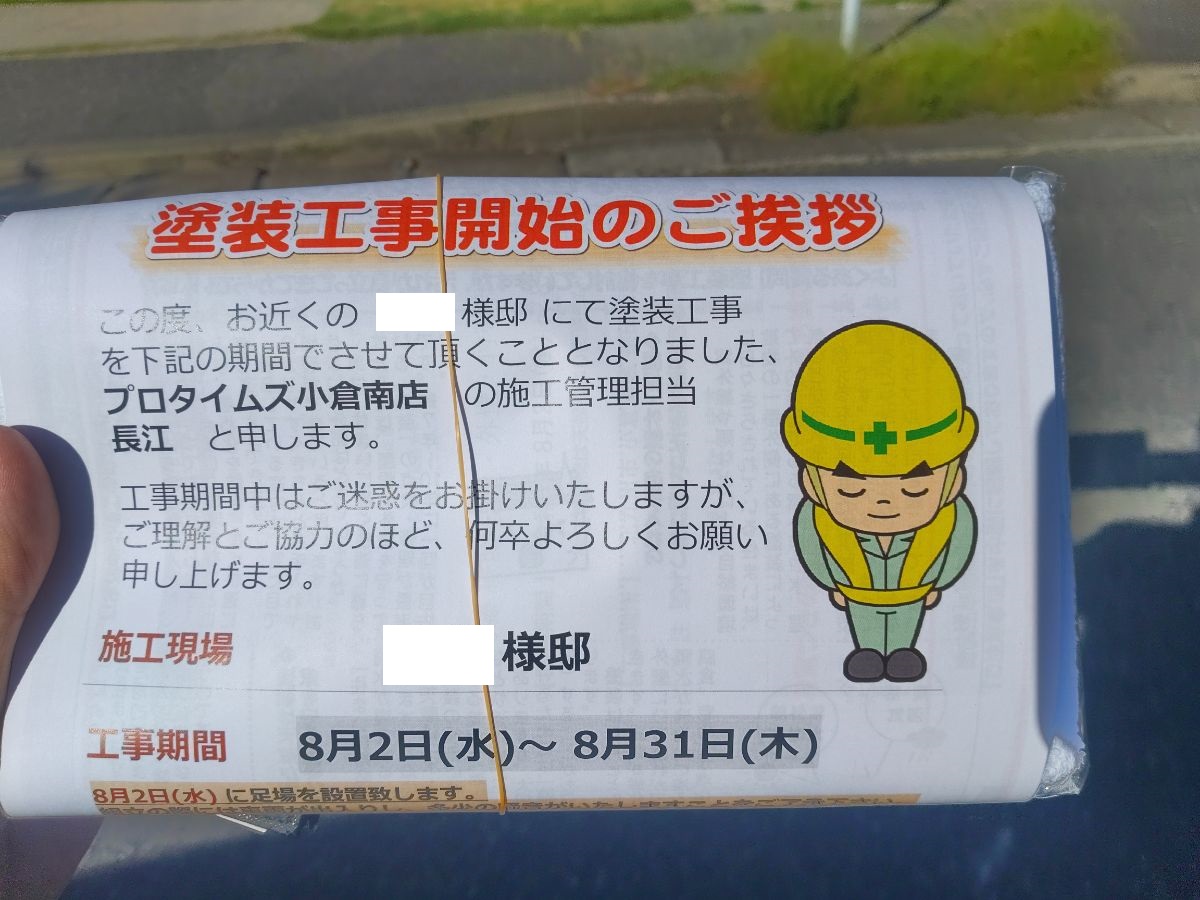 塗装工事開始のご挨拶
この度、お近くの 様邸 にて塗装工事
を下記の期間でさせて頂くこととなりました、
プロタイムズ小倉南店 の施工管理担当
長江 と申します。
工事期間中はご迷惑をお掛けいたしますが、
ご理解とご協力のほど、何卒よろしくお願い
申し上げます。
施工現場 様邸
工事期間 8月2日(水)～ 8月31日(木)
8月2日(水) に足場を設置致します。